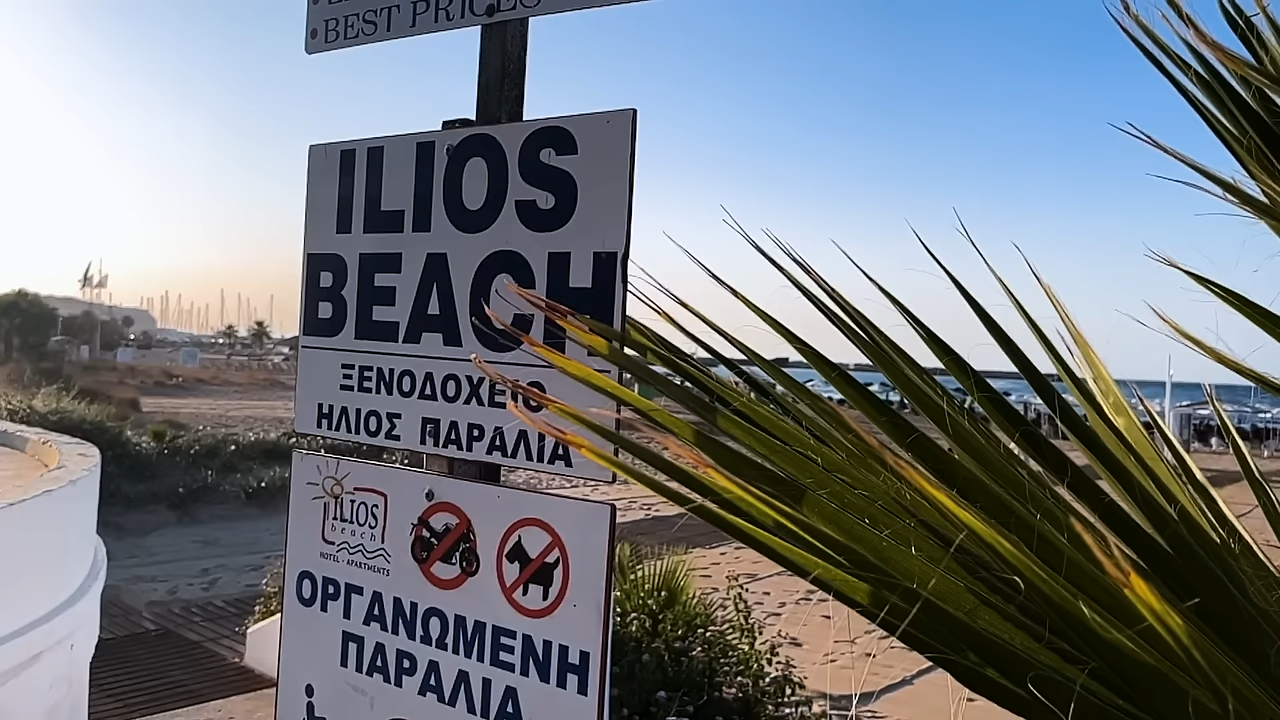 BEST PRICES
ILIOS
BEACH
ΞΕΝΟΔΟΧΕΙΟ
ΗΛΙΟΣ ΠΑΡΑΛΙΑ
ILIOS
beach
HOTEL - APARTMENTS
ΟΡΓΑΝΩΜΕΝΗ
ΠΑΡΑΛΙΑ